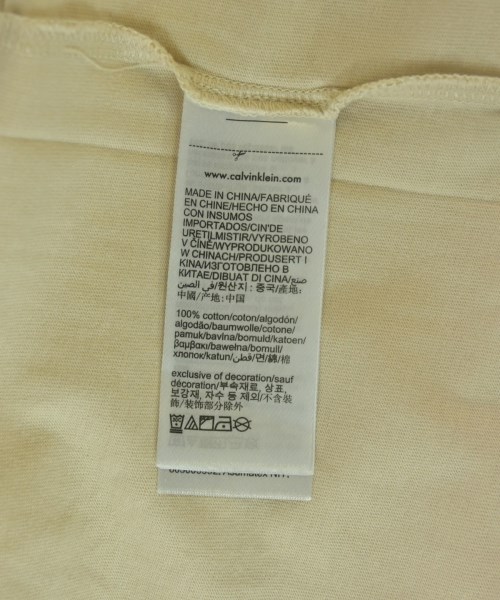 www.calvinklein.com
MADE IN CHINA/FABRIQUÉ
EN CHINE/HECHO EN CHINA
CON INSUMOS
IMPORTADOS/CIN'DE
URETILMISTIR/VYROBENO
V ČÍNĚ/WYPRODUKOWANO
W CHINACH/PRODUSERT I
KINA/ИЗГОТОВЛЕНО В
КИТАЕ/DIBUAT DI CINA/صنع
في الصين/원산지 : 중국/產地:
中國/产地: 中国
100% cotton/coton/algodón/
algodão/baumwolle/cotone/
pamuk/bavlna/bomuld/katoen/
βαμβακι/bawełna/bomull/
хлопок/katun/قطن/면/綿/棉
exclusive of decoration/sauf
décoration/부속재료, 상표,
보강재, 자수 등 제외/不含裝
飾/装饰部分除外